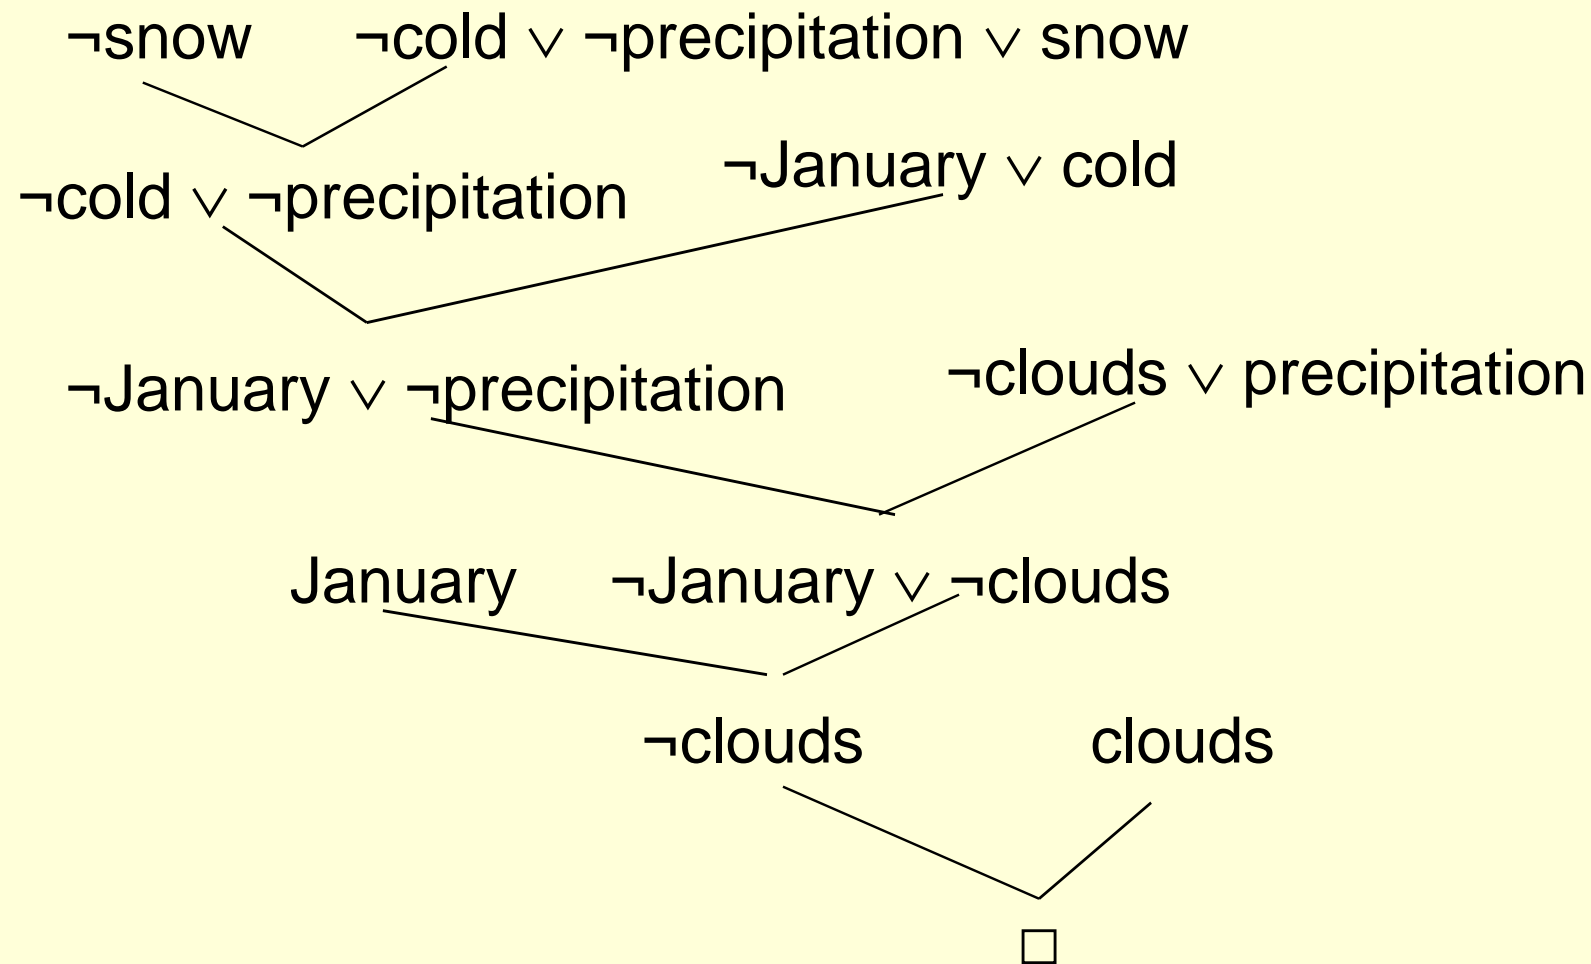 ¬snow ¬cold ∨ ¬precipitation ∨ snow
¬January ∨ cold
¬cold ∨ ¬precipitation
¬clouds ∨ precipitation
¬January ∨ ¬precipitation
January ¬January ∨ ¬clouds
¬clouds clouds
□